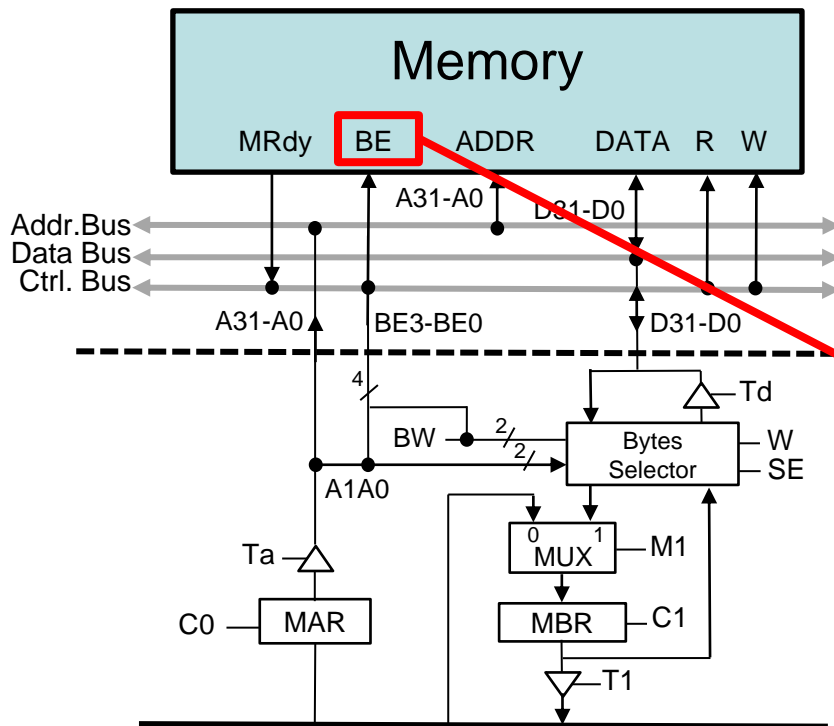 Memory
MRdy BE ADDR DATA R W
A31-A0 D31-D0
Addr.Bus
Data Bus
Ctrl. Bus
A31-A0 BE3-BE0 D31-D0
4 Td
BW 2 Bytes Selector W
2 SE
A1A0
0 1
MUX M1
Ta
C0 MAR MBR C1
T1